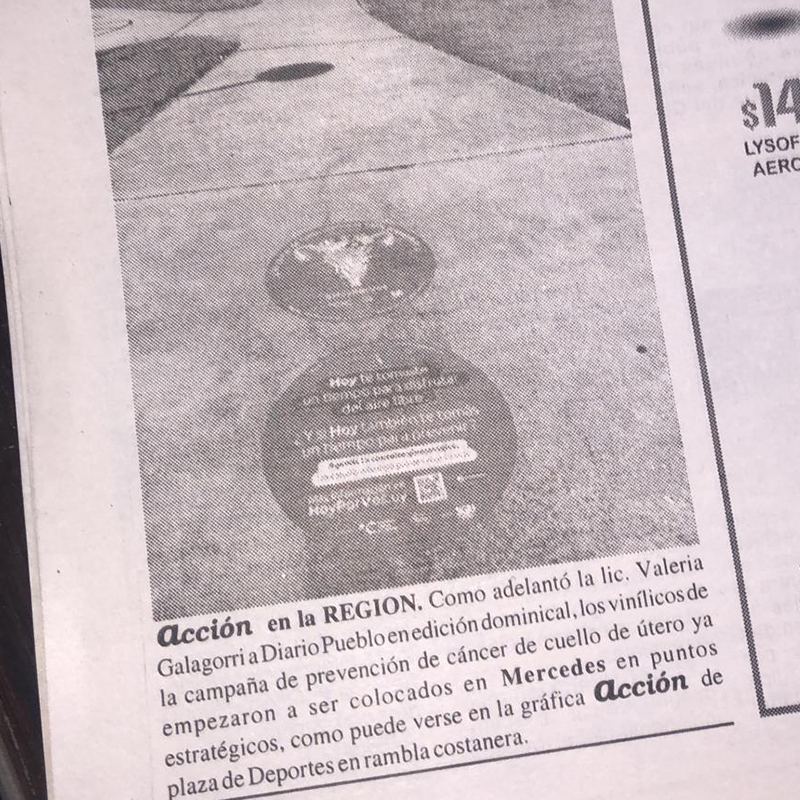 Hoy te tomaste
un tiempo para disfrutar
del aire libre.
¿Y si Hoy también te tomás
un tiempo para prevenir?
HoyPorVos.uy
acción en la REGION. Como adelantó la lic. Valeria
Galagorri a Diario Pueblo en edición dominical, los vinílicos de
la campaña de prevención de cáncer de cuello de útero ya
empezaron a ser colocados en Mercedes en puntos
estratégicos, como puede verse en la gráfica acción de
plaza de Deportes en rambla costanera.
$14
LYSOF
AERO